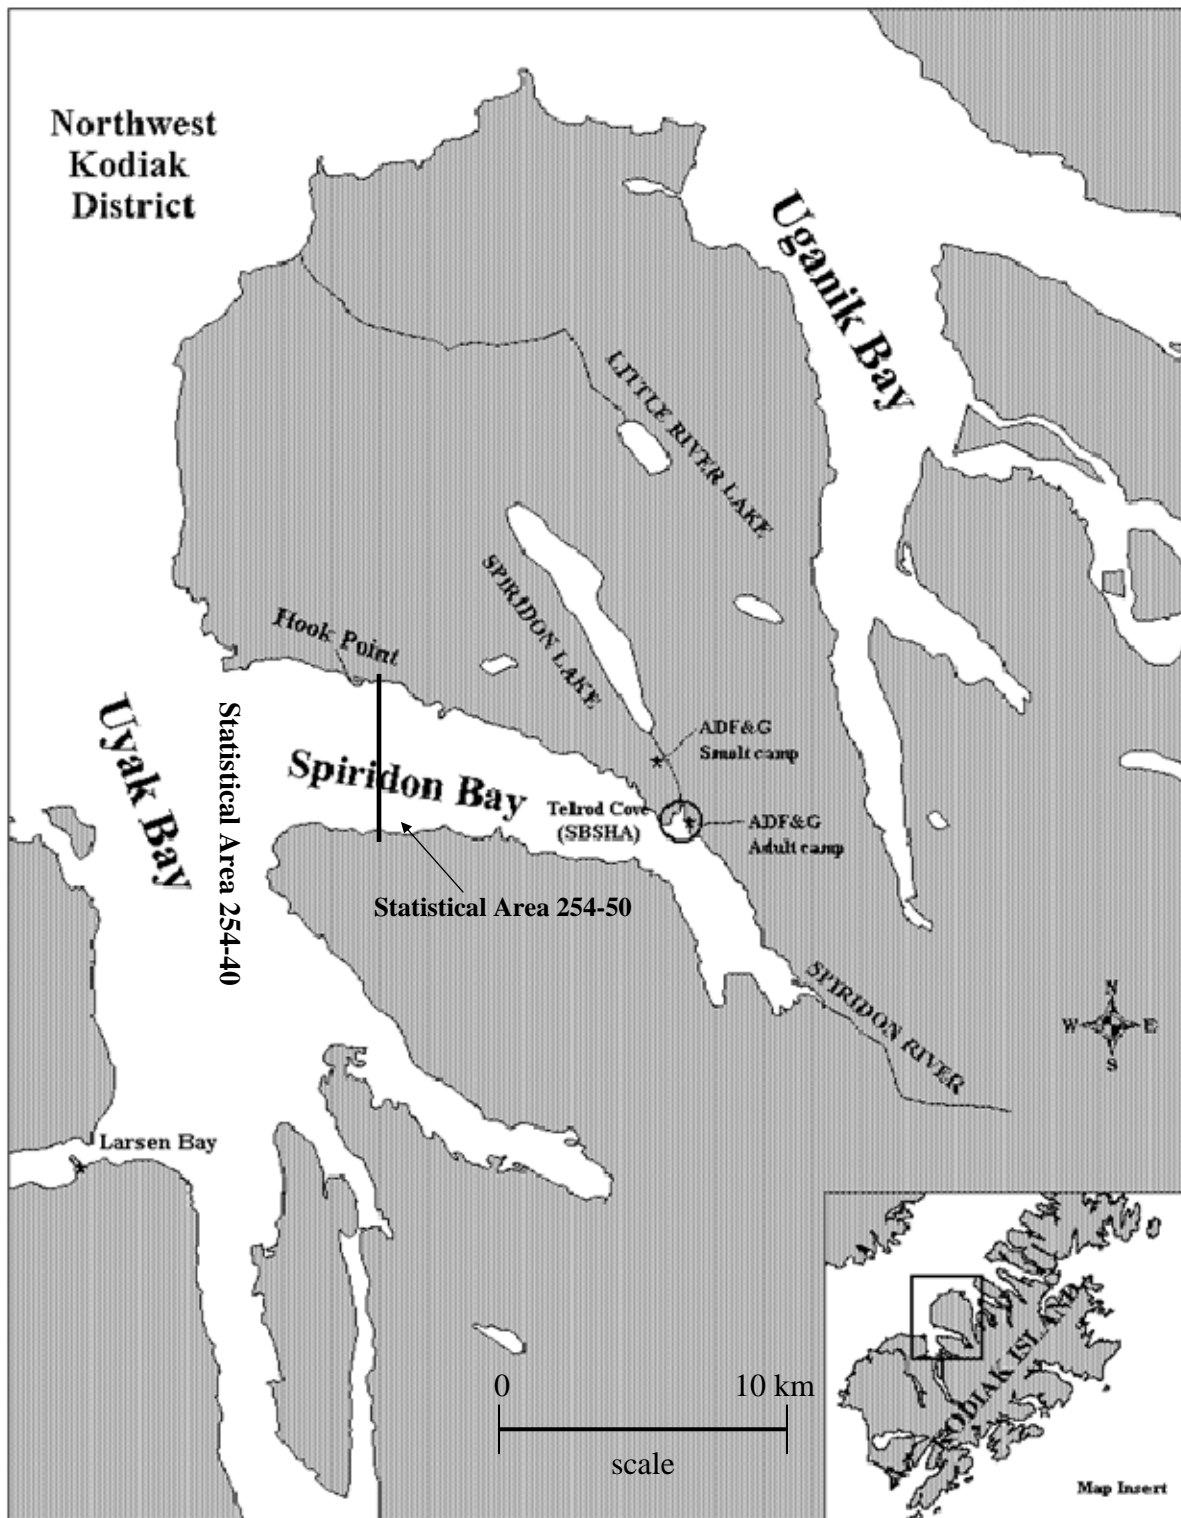 Northwest
Kodiak
District
Uganik Bay
LITTLE RIVER LAKE
SPIRIDON LAKE
Hook Point
Uyak Bay
Statistical Area 254-40
Spiridon Bay
ADF&G
Smolt camp
Telrod Cove
(SBSHA)
ADF&G
Adult camp
Statistical Area 254-50
SPIRIDON RIVER
N
W
E
S
Larsen Bay
0
10 km
scale
KODIAK ISLAND
Map Insert